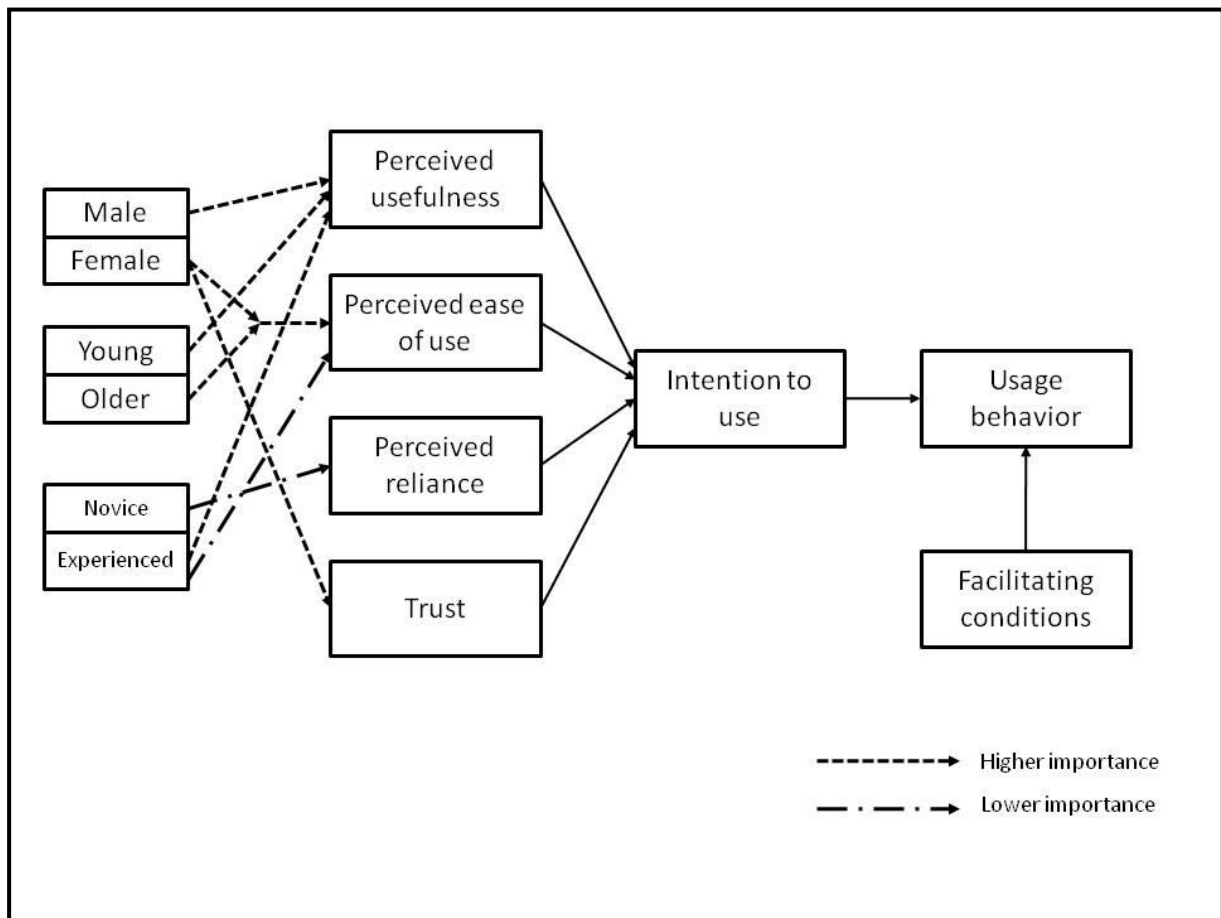 Male
Female
Young
Older
Novice
Experienced
Perceived
usefulness
Perceived ease
of use
Perceived
reliance
Trust
Intention to
use
Usage
behavior
Facilitating
conditions
Higher importance
Lower importance